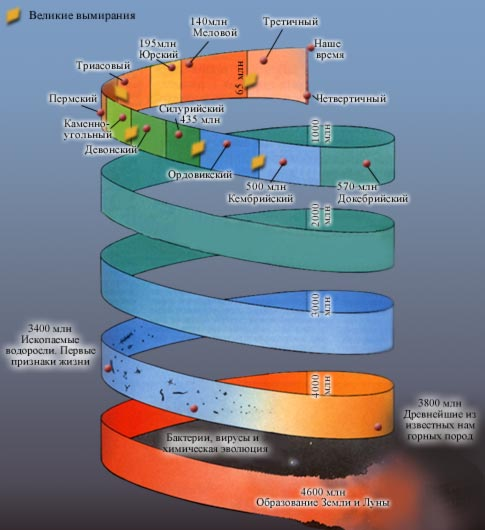 Великие вымирания
140млн
Меловой
Третичный
195млн
Юрский
Наше
время
Триасовый
65 млн
Пермский
Четвертичный
Силурийский
435 млн
Каменно-
угольный
Девонский
1000
млн
Ордовикский
500 млн
Кембрийский
570 млн
Докебрийский
2000
млн
3000
млн
3400 млн
Ископаемые
водоросли. Первые
признаки жизни
4000
млн
3800 млн
Древнейшие из
известных нам
горных пород
Бактерии, вирусы и
химическая эволюция
4600 млн
Образование Земли и Луны